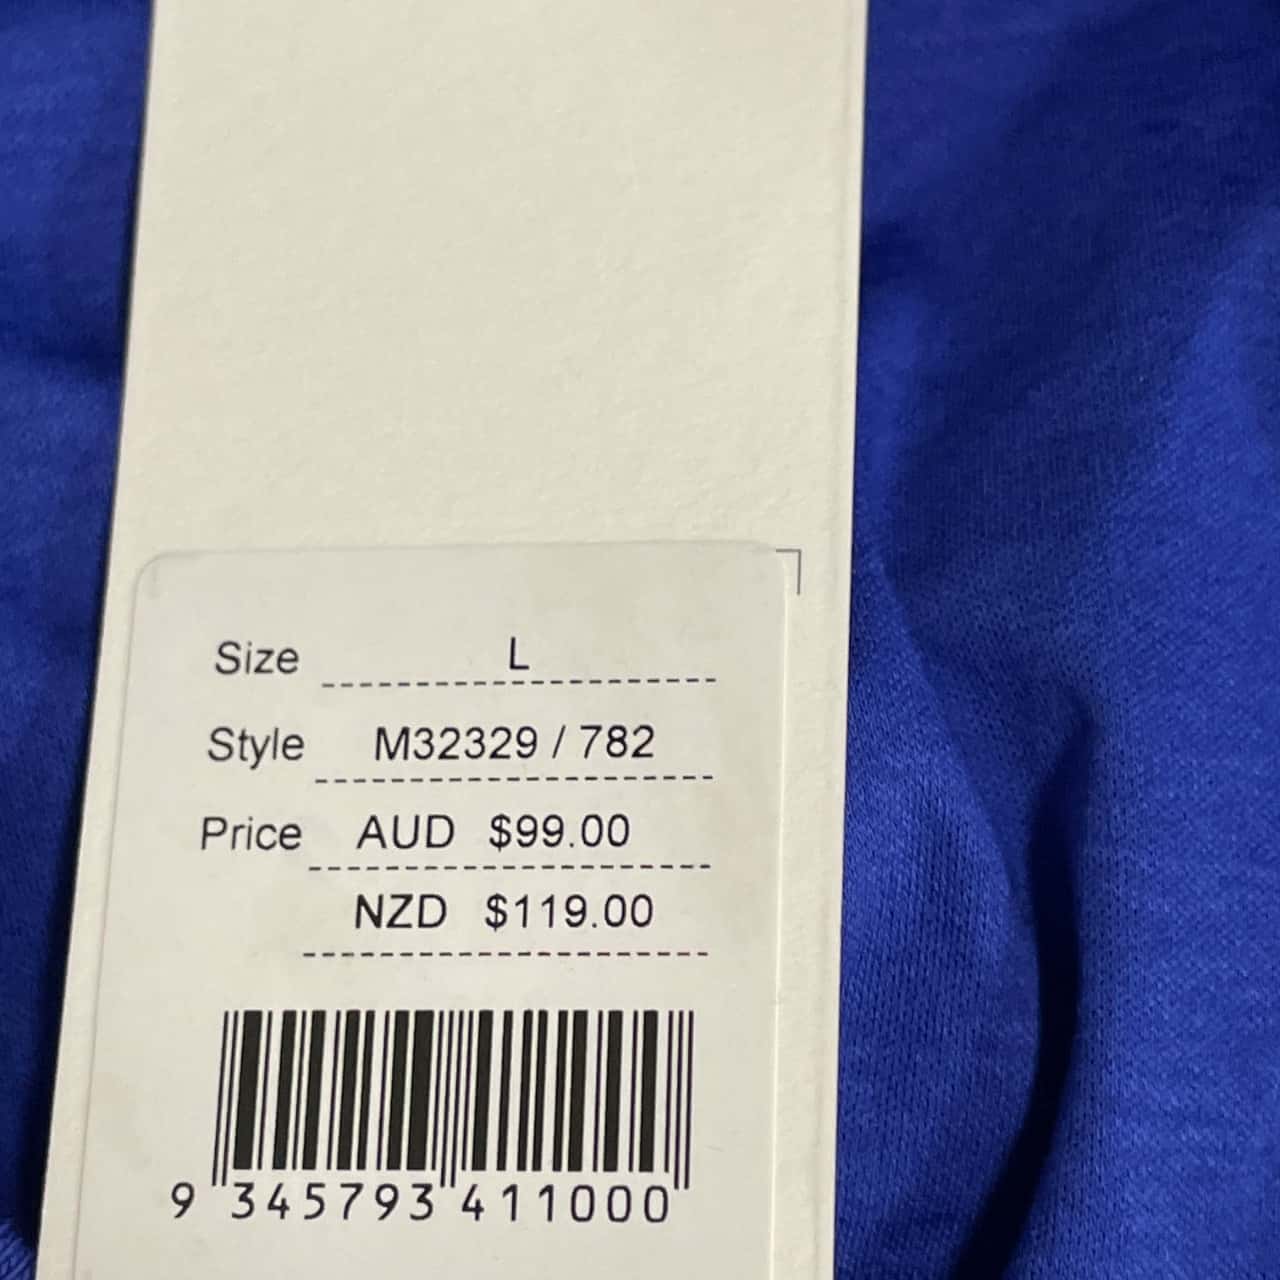 Size L
Style M32329 / 782
Price AUD $99.00
NZD $119.00
9 345793 411000